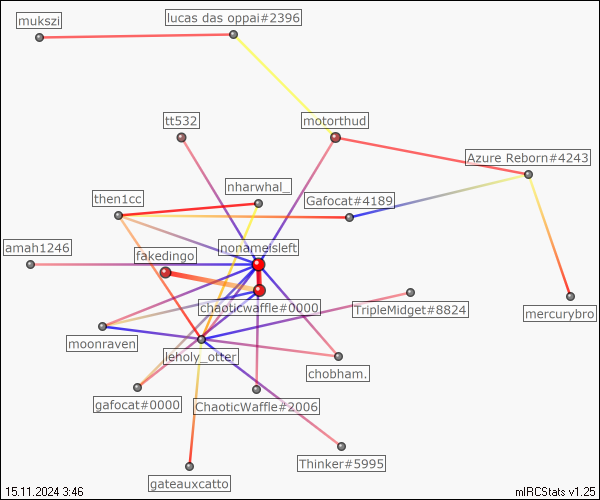 mukszi
lucas das oppai#2396
tt532
motorthud
Azure Reborn#4243
nharwhal_
then1cc
Gafocat#4189
amah1246
nonameisleft
fakedingo
chaoticwaffle#0000
TripleMidget#8824
mercurybro
moonraven
leholy_otter
chobham.
gafocat#0000
ChaoticWaffle#2006
Thinker#5995
gateauxcatto
15.11.2024 3:46
mIRCStats v1.25